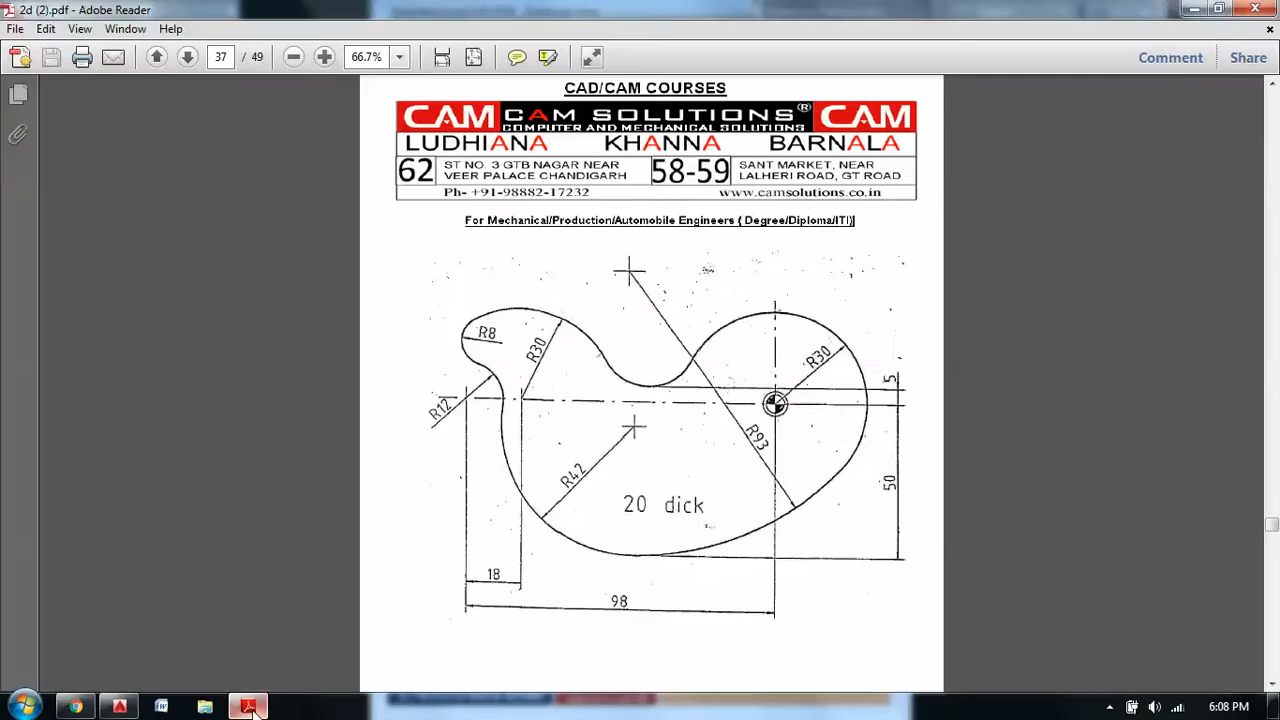 2d (2).pdf - Adobe Reader
File Edit View Window Help
37 / 49 66.7% Comment Share
CAD/CAM COURSES
CAM CAM SOLUTIONS® CAM
COMPUTER AND MECHANICAL SOLUTIONS
LUDHIANA KHANNA BARNALA
62 ST NO. 3 GTB NAGAR NEAR 58-59 SANT MARKET, NEAR
VEER PALACE CHANDIGARH LALHERI ROAD, GT ROAD
Ph- +91-98882-17232 www.camsolutions.co.in
For Mechanical/Production/Automobile Engineers ( Degree/Diploma/ITI)
R8
R30
R30
5
R12
R93
R42
50
20 dick
18
98
6:08 PM